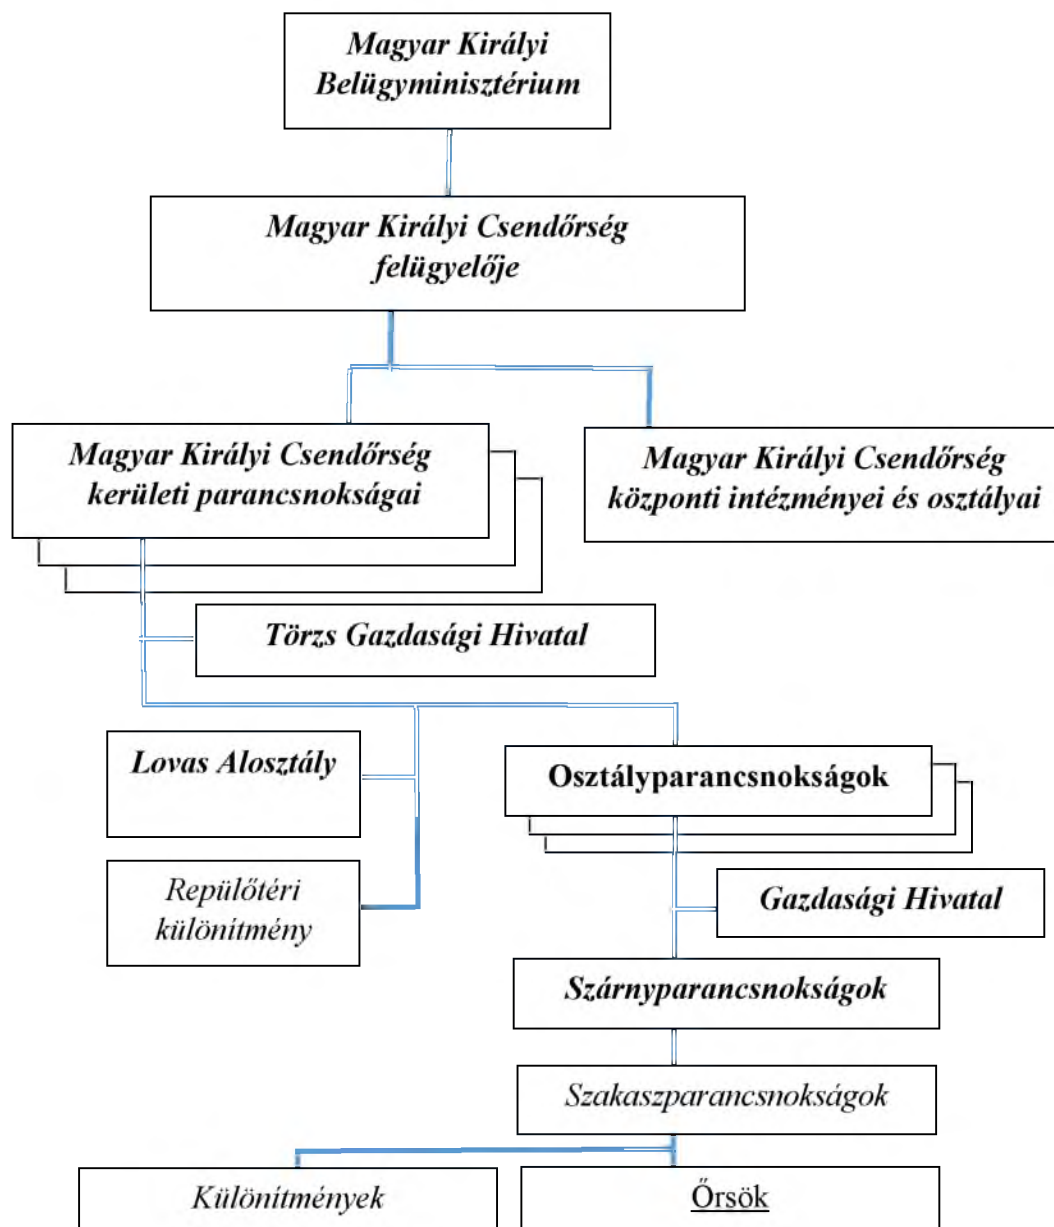 Magyar Királyi
Belügyminisztérium
Magyar Királyi Csendőrség
felügyelője
Magyar Királyi Csendőrség
kerületi parancsnokságai
Magyar Királyi Csendőrség
központi intézményei és osztályai
Törzs Gazdasági Hivatal
Lovas Alosztály
Osztályparancsnokságok
Repülőtéri
különítmény
Gazdasági Hivatal
Szárnyparancsnokságok
Szakaszparancsnokságok
Különítmények
Őrsök